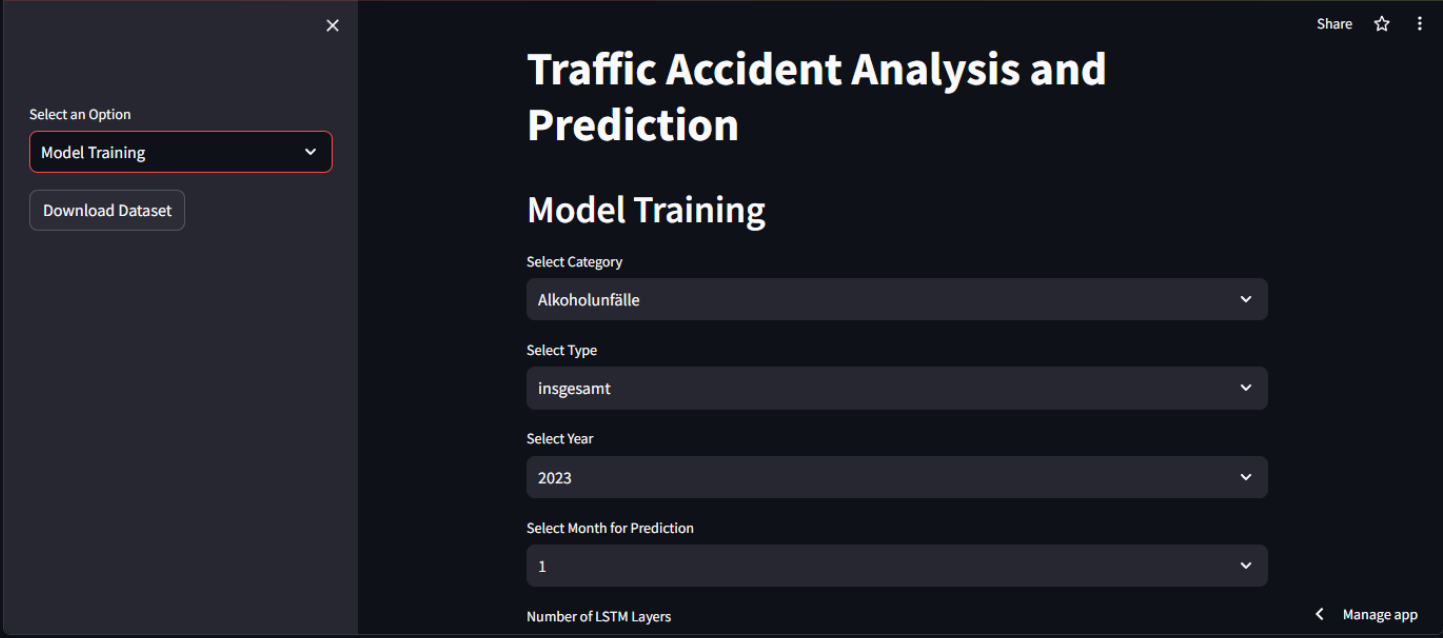 Select an Option
Model Training
Download Dataset
Share
Traffic Accident Analysis and
Prediction
Model Training
Select Category
Alkoholunfälle
Select Type
insgesamt
Select Year
2023
Select Month for Prediction
1
Number of LSTM Layers
Manage app